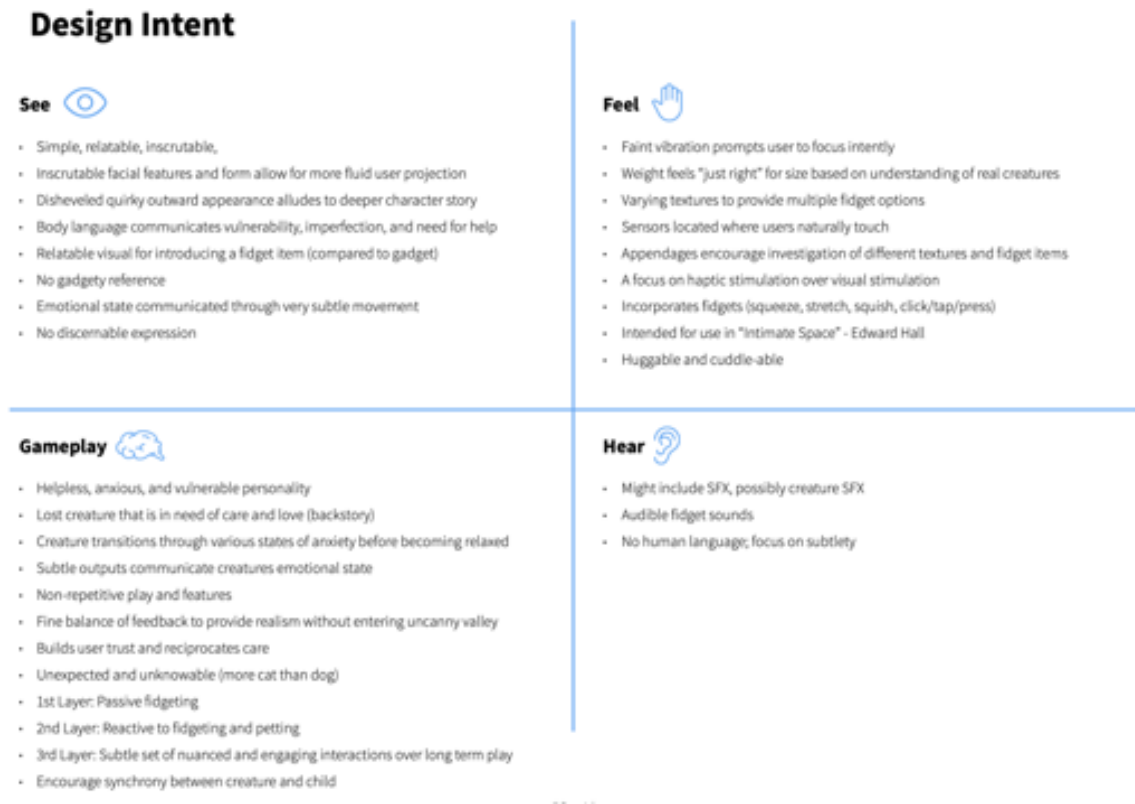 Design Intent
See
• Simple, relatable, inscrutable,
• Inscrutable facial features and form allow for more fluid user projection
• Disheveled quirky outward appearance alludes to deeper character story
• Body language communicates vulnerability, imperfection, and need for help
• Relatable visual for introducing a fidget item (compared to gadget)
• No gadgety reference
• Emotional state communicated through very subtle movement
• No discernable expression
Feel
• Faint vibration prompts user to focus intently
• Weight feels "just right" for size based on understanding of real creatures
• Varying textures to provide multiple fidget options
• Sensors located where users naturally touch
• Appendages encourage investigation of different textures and fidget items
• A focus on haptic stimulation over visual stimulation
• Incorporates fidgets (squeeze, stretch, squish, click/tap/press)
• Intended for use in "Intimate Space" - Edward Hall
• Huggable and cuddle-able
Gameplay
• Helpless, anxious, and vulnerable personality
• Lost creature that is in need of care and love (backstory)
• Creature transitions through various states of anxiety before becoming relaxed
• Subtle outputs communicate creatures emotional state
• Non-repetitive play and features
• Fine balance of feedback to provide realism without entering uncanny valley
• Builds user trust and reciprocates care
• Unexpected and unknowable (more cat than dog)
• 1st Layer: Passive fidgeting
• 2nd Layer: Reactive to fidgeting and petting
• 3rd Layer: Subtle set of nuanced and engaging interactions over long term play
• Encourage synchrony between creature and child
Hear
• Might include SFX, possibly creature SFX
• Audible fidget sounds
• No human language; focus on subtlety